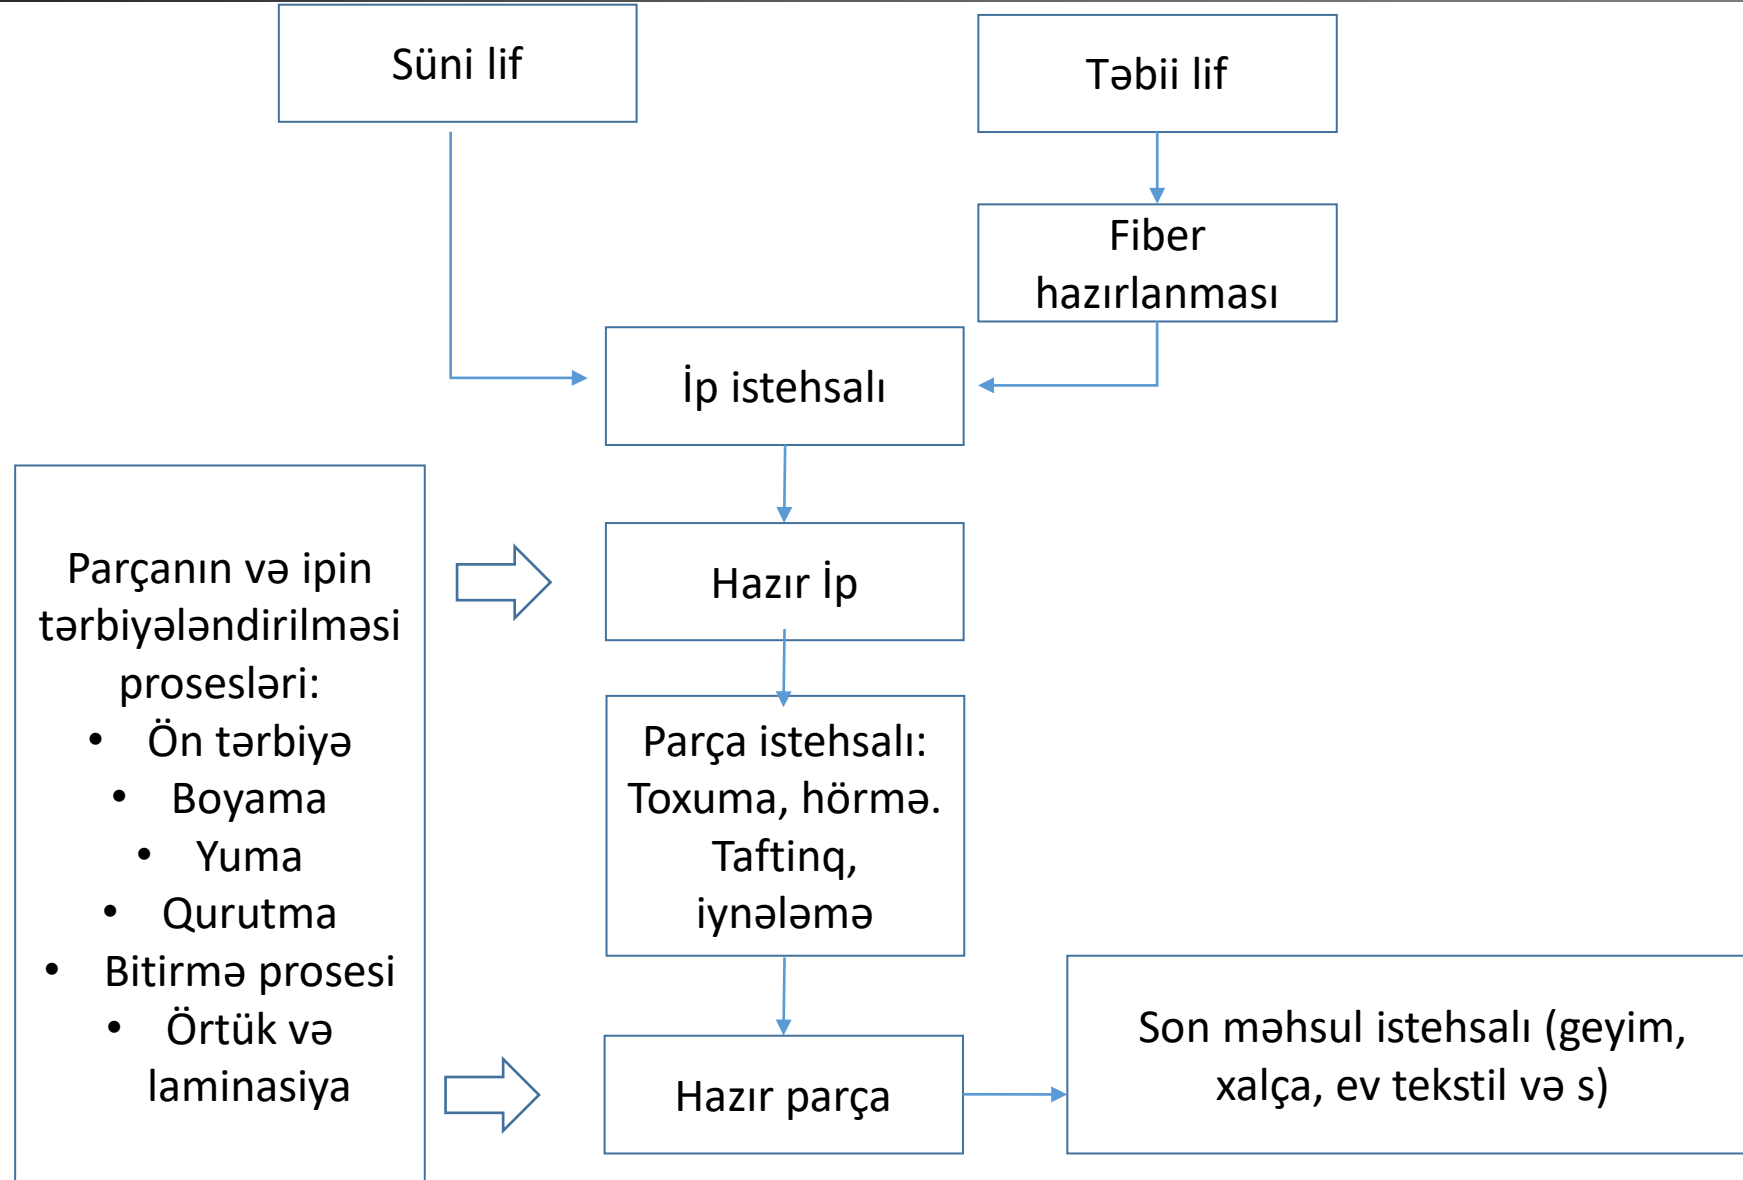 Süni lif
Təbii lif
Fiber
hazırlanması
İp istehsalı
Parçanın və ipin
tərbiyələndirilməsi
prosesləri:
• Ön tərbiyə
• Boyama
• Yuma
• Qurutma
• Bitirmə prosesi
• Örtük və
laminasiya
Hazır İp
Parça istehsalı:
Toxuma, hörmə.
Taftinq,
iynələmə
Hazır parça
Son məhsul istehsalı (geyim,
xalça, ev tekstil və s)